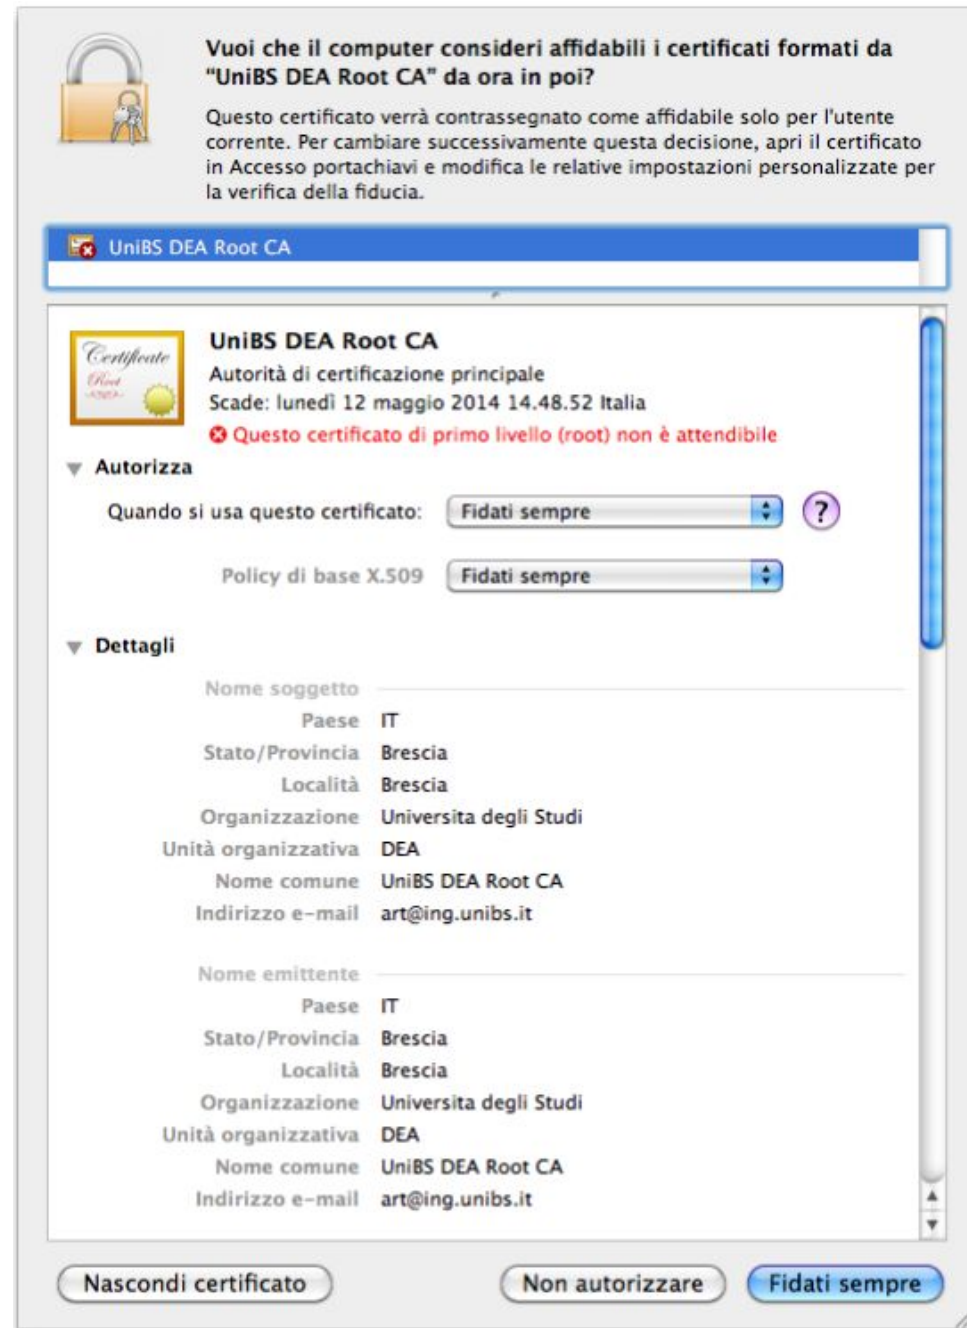 Vuoi che il computer consideri affidabili i certificati formati da
“UniBS DEA Root CA” da ora in poi?
Questo certificato verrà contrassegnato come affidabile solo per l'utente
corrente. Per cambiare successivamente questa decisione, apri il certificato
in Accesso portachiavi e modifica le relative impostazioni personalizzate per
la verifica della fiducia.
UniBS DEA Root CA
Certificate
Root
UniBS DEA Root CA
Autorità di certificazione principale
Scade: lunedì 12 maggio 2014 14.48.52 Italia
Questo certificato di primo livello (root) non è attendibile
Autorizza
Quando si usa questo certificato: Fidati sempre ?
Policy di base X.509 Fidati sempre
Dettagli
Nome soggetto
Paese IT
Stato/Provincia Brescia
Località Brescia
Organizzazione Universita degli Studi
Unità organizzativa DEA
Nome comune UniBS DEA Root CA
Indirizzo e-mail art@ing.unibs.it
Nome emittente
Paese IT
Stato/Provincia Brescia
Località Brescia
Organizzazione Universita degli Studi
Unità organizzativa DEA
Nome comune UniBS DEA Root CA
Indirizzo e-mail art@ing.unibs.it
Nascondi certificato Non autorizzare Fidati sempre